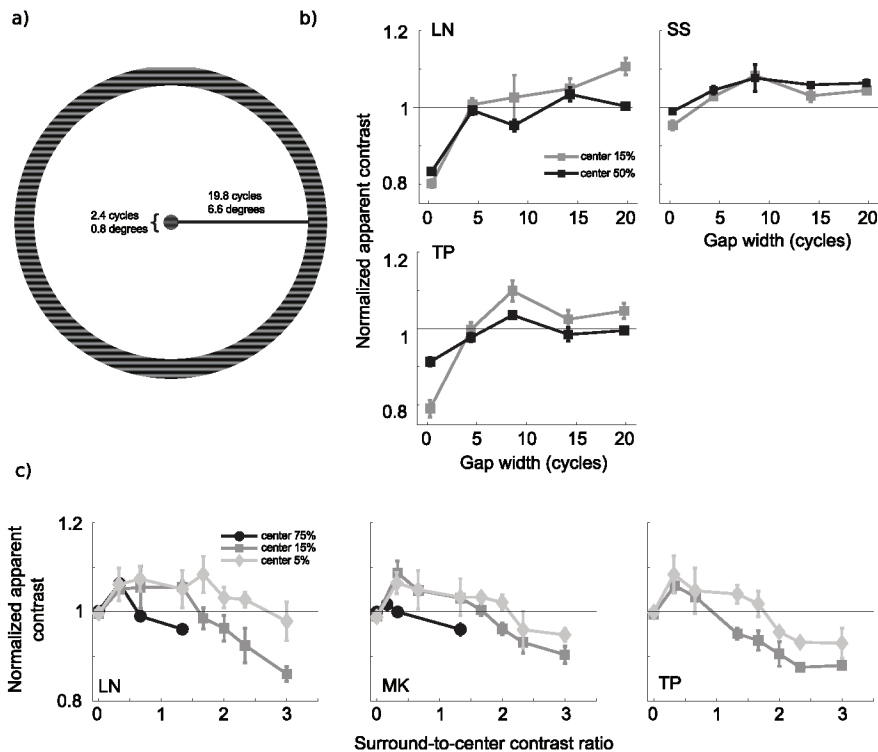 a)
19.8 cycles
6.6 degrees
2.4 cycles
0.8 degrees
{
b)
LN
1.2
1
0.8
0 5 10 15 20
center 15%
center 50%
SS
0 5 10 15 20
Gap width (cycles)
TP
1.2
1
0.8
0 5 10 15 20
Gap width (cycles)
Normalized apparent contrast
c)
Normalized apparent
contrast
1.2
1
0.8
center 75%
center 15%
center 5%
LN
0 1 2 3
MK
0 1 2 3
TP
0 1 2 3
Surround-to-center contrast ratio